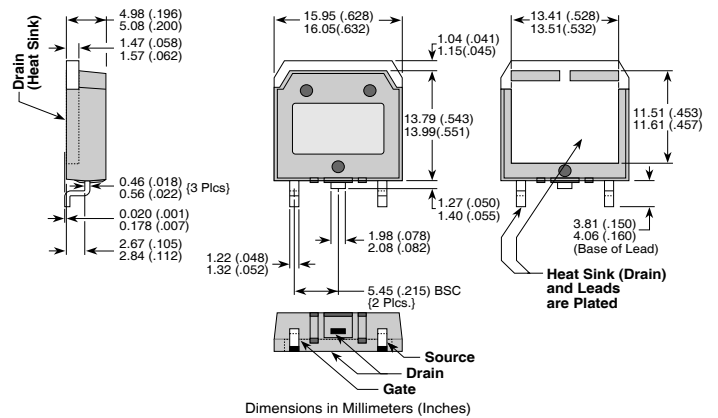 4.98 (.196)
5.08 (.200)
1.47 (.058)
1.57 (.062)
Drain
(Heat Sink)
0.46 (.018)
0.56 (.022) {3 Plcs}
0.020 (.001)
0.178 (.007)
2.67 (.105)
2.84 (.112)
15.95 (.628)
16.05(.632)
1.04 (.041)
1.15(.045)
13.79 (.543)
13.99(.551)
1.27 (.050)
1.40 (.055)
1.98 (.078)
2.08 (.082)
1.22 (.048)
1.32 (.052)
5.45 (.215) BSC
{2 Plcs.}
13.41 (.528)
13.51(.532)
11.51 (.453)
11.61 (.457)
3.81 (.150)
4.06 (.160)
(Base of Lead)
Heat Sink (Drain)
and Leads
are Plated
Source
Drain
Gate
Dimensions in Millimeters (Inches)